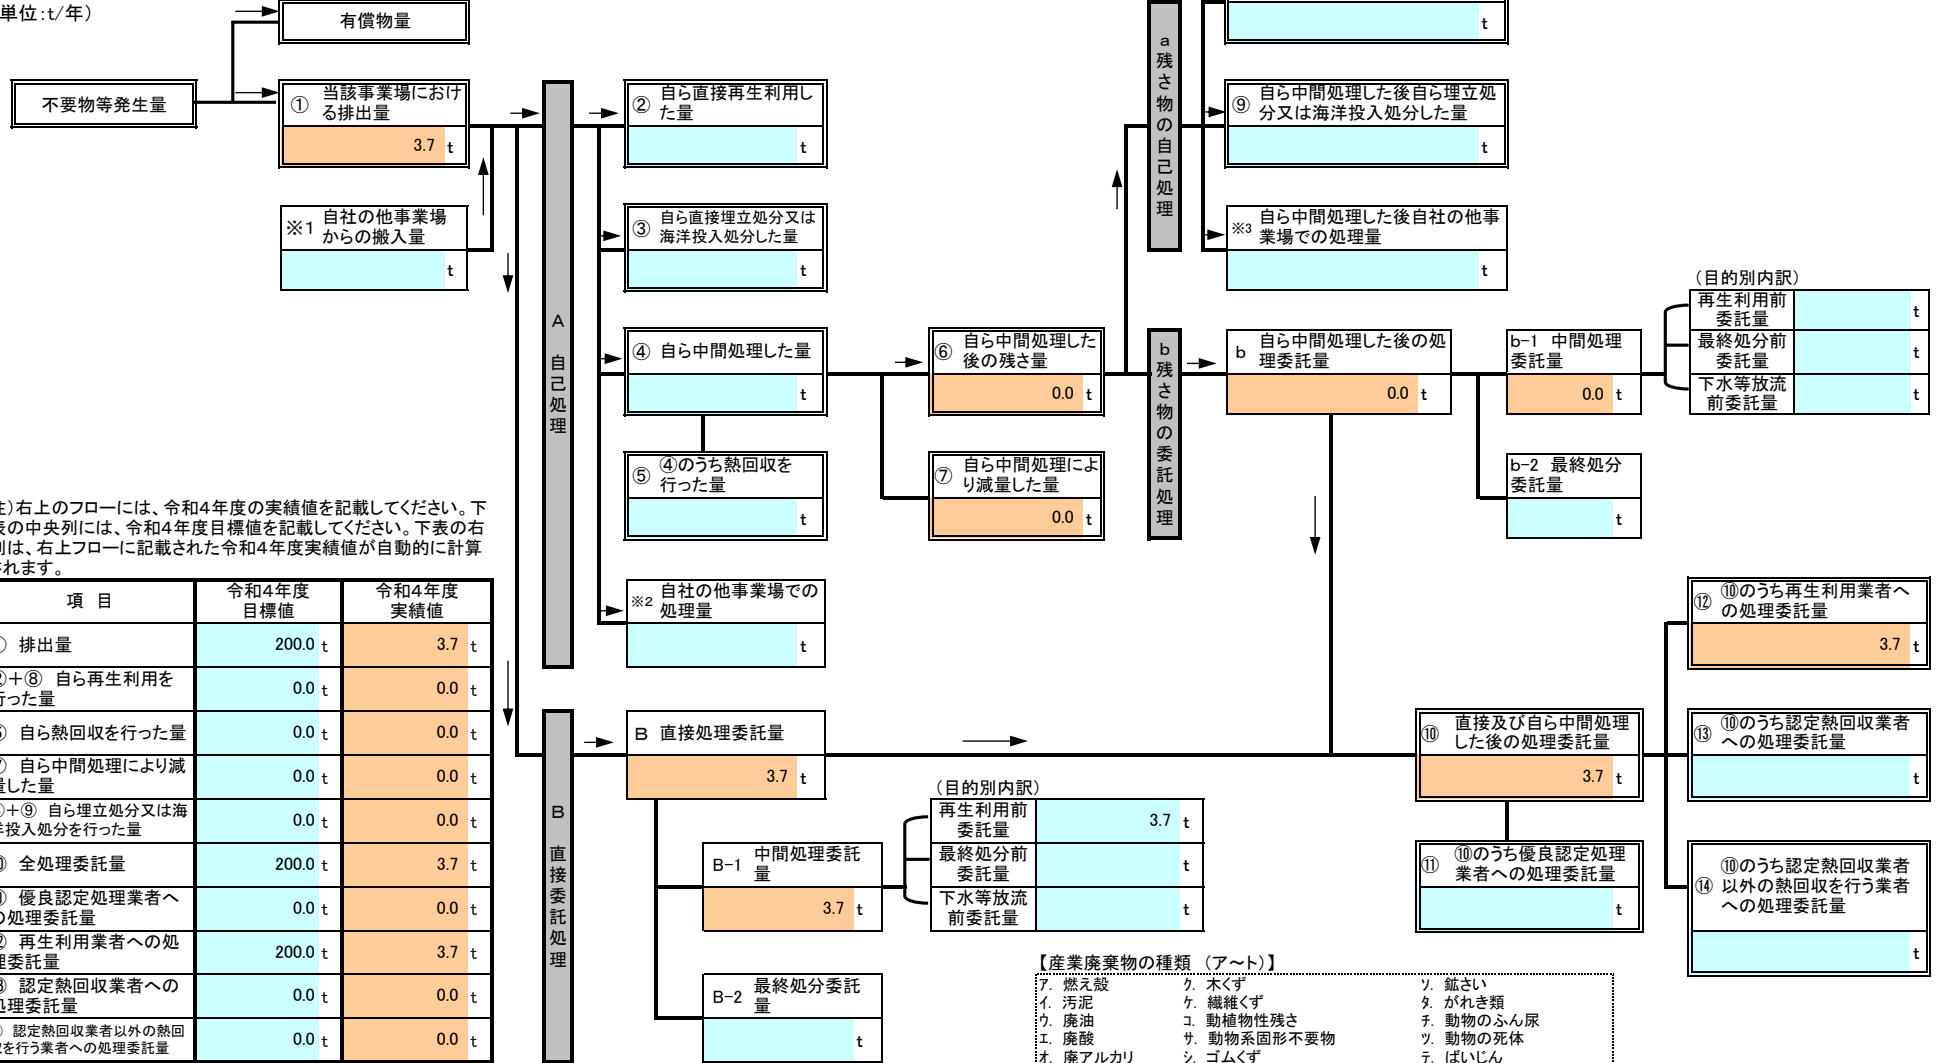 単位：t/年）
有償物量
不要物等発生量
① 当該事業場におけ
る排出量
3.7 t
※1 自社の他事業場
からの搬入量
t
A 自己処理
② 自ら直接再生利用し
た量
t
③ 自ら直接埋立処分又は
海洋投入処分した量
t
④ 自ら中間処理した量
t
⑤ ④のうち熱回収を
行った量
t
※2 自社の他事業場での
処理量
t
⑥ 自ら中間処理した
後の残さ量
0.0 t
⑦ 自ら中間処理によ
り減量した量
0.0 t
a 残さ物の自己処理
t
⑨ 自ら中間処理した後自ら埋立処
分又は海洋投入処分した量
t
※3 自ら中間処理した後自社の他事
業場での処理量
t
b 残さ物の委託処理
b 自ら中間処理した後の処
理委託量
0.0 t
b-1 中間処理
委託量
0.0 t
b-2 最終処分
委託量
t
（目的別内訳）
再生利用前
委託量
t
最終処分前
委託量
t
下水等放流
前委託量
t
）右上のフローには、令和4年度の実績値を記載してください。下
の中央列には、令和4年度目標値を記載してください。下表の右
は、右上フローに記載された令和4年度実績値が自動的に計算
れます。
項 目 令和4年度
目標値 令和4年度
実績値
排出量 200.0 t 3.7 t
＋⑧ 自ら再生利用を
行った量 0.0 t 0.0 t
自ら熱回収を行った量 0.0 t 0.0 t
自ら中間処理により減
量した量 0.0 t 0.0 t
＋⑨ 自ら埋立処分又は海
洋投入処分を行った量 0.0 t 0.0 t
全処理委託量 200.0 t 3.7 t
優良認定処理業者へ
の処理委託量 0.0 t 0.0 t
再生利用業者への処
理委託量 200.0 t 3.7 t
認定熱回収業者への
処理委託量 0.0 t 0.0 t
認定熱回収業者以外の熱回
収を行う業者への処理委託量 0.0 t 0.0 t
B 直接委託処理
B 直接処理委託量
3.7 t
B-1 中間処理委託
量
3.7 t
B-2 最終処分委託
量
t
（目的別内訳）
再生利用前
委託量
3.7 t
最終処分前
委託量
t
下水等放流
前委託量
t
⑩ 直接及び自ら中間処理
した後の処理委託量
3.7 t
⑪ ⑩のうち優良認定処理
業者への処理委託量
t
⑫ ⑩のうち再生利用業者へ
の処理委託量
3.7 t
⑬ ⑩のうち認定熱回収業者
への処理委託量
t
⑭ ⑩のうち認定熱回収業者
以外の熱回収を行う業者
への処理委託量
t
【産業廃棄物の種類 （ア～ト）】
ア. 燃え殻 ク. 木くず ソ. 鉱さい
イ. 汚泥 ケ. 繊維くず タ. がれき類
ウ. 廃油 コ. 動植物性残さ チ. 動物のふん尿
エ. 廃酸 サ. 動物系固形不要物 ツ. 動物の死体
オ. 廃アルカリ シ. ゴムくず テ. ばいじん